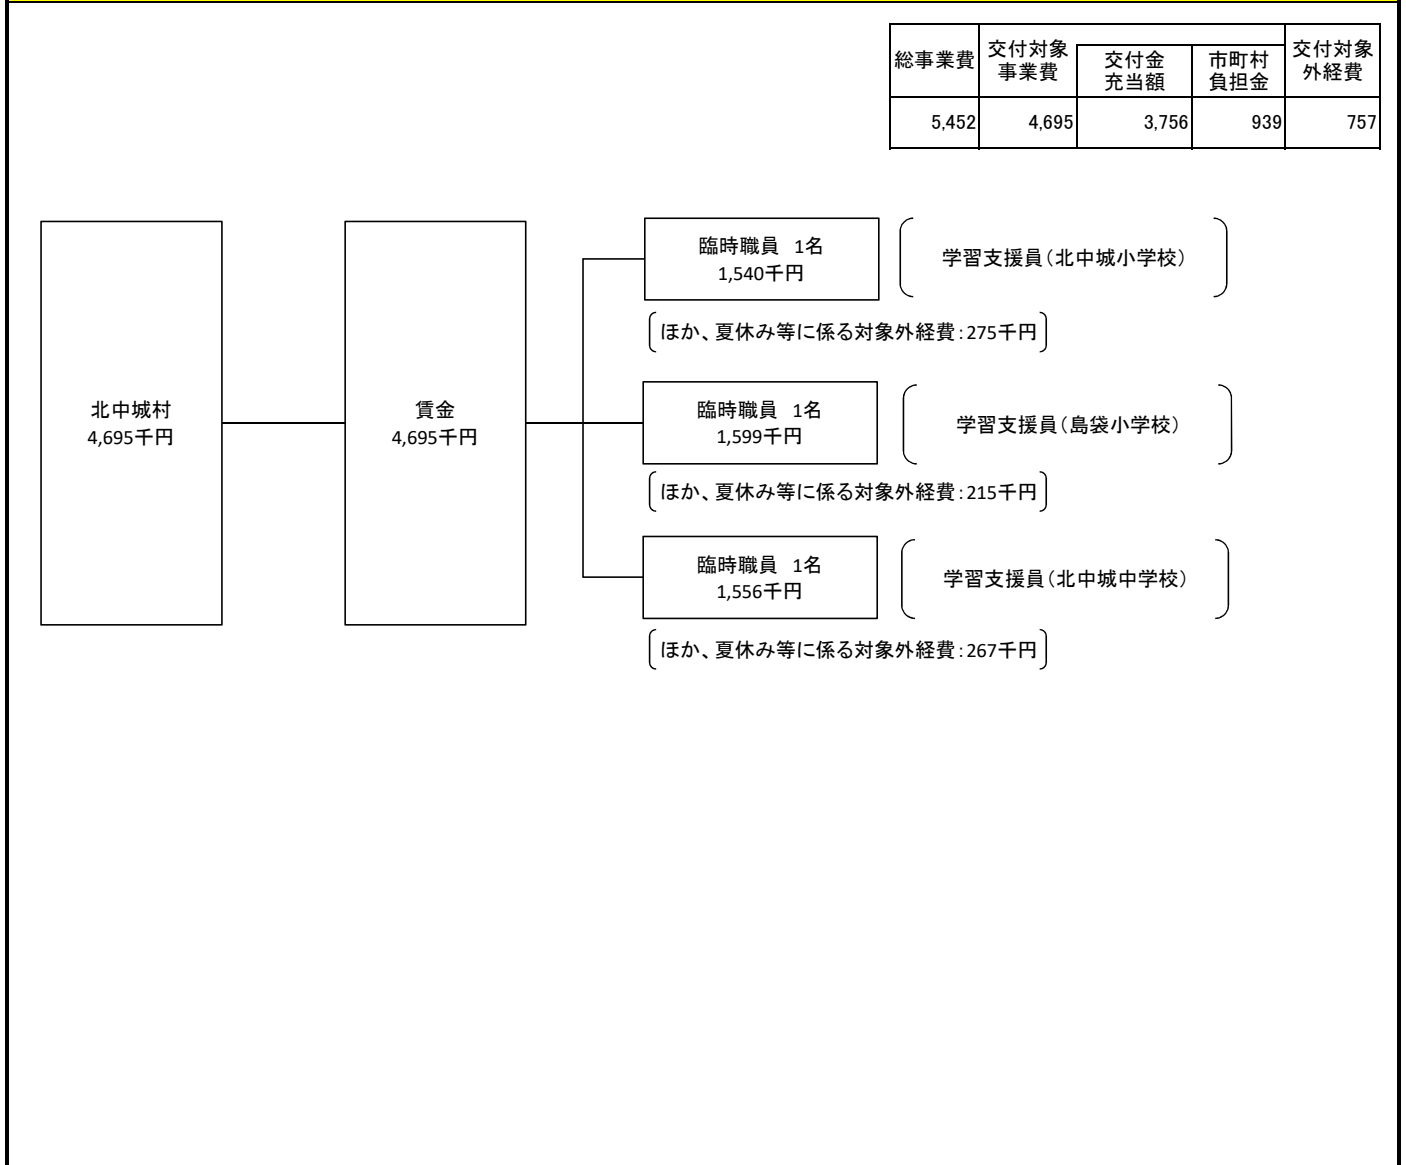 総事業費
交付対象
事業費
交付金
充当額
市町村
負担金
交付対象
外経費
5,452 4,695 3,756 939 757
臨時職員 1名
1,540千円
学習支援員（北中城小学校）
ほか、夏休み等に係る対象外経費：275千円
北中城村
4,695千円
賃金
4,695千円
臨時職員 1名
1,599千円
学習支援員（島袋小学校）
ほか、夏休み等に係る対象外経費：215千円
臨時職員 1名
1,556千円
学習支援員（北中城中学校）
ほか、夏休み等に係る対象外経費：267千円